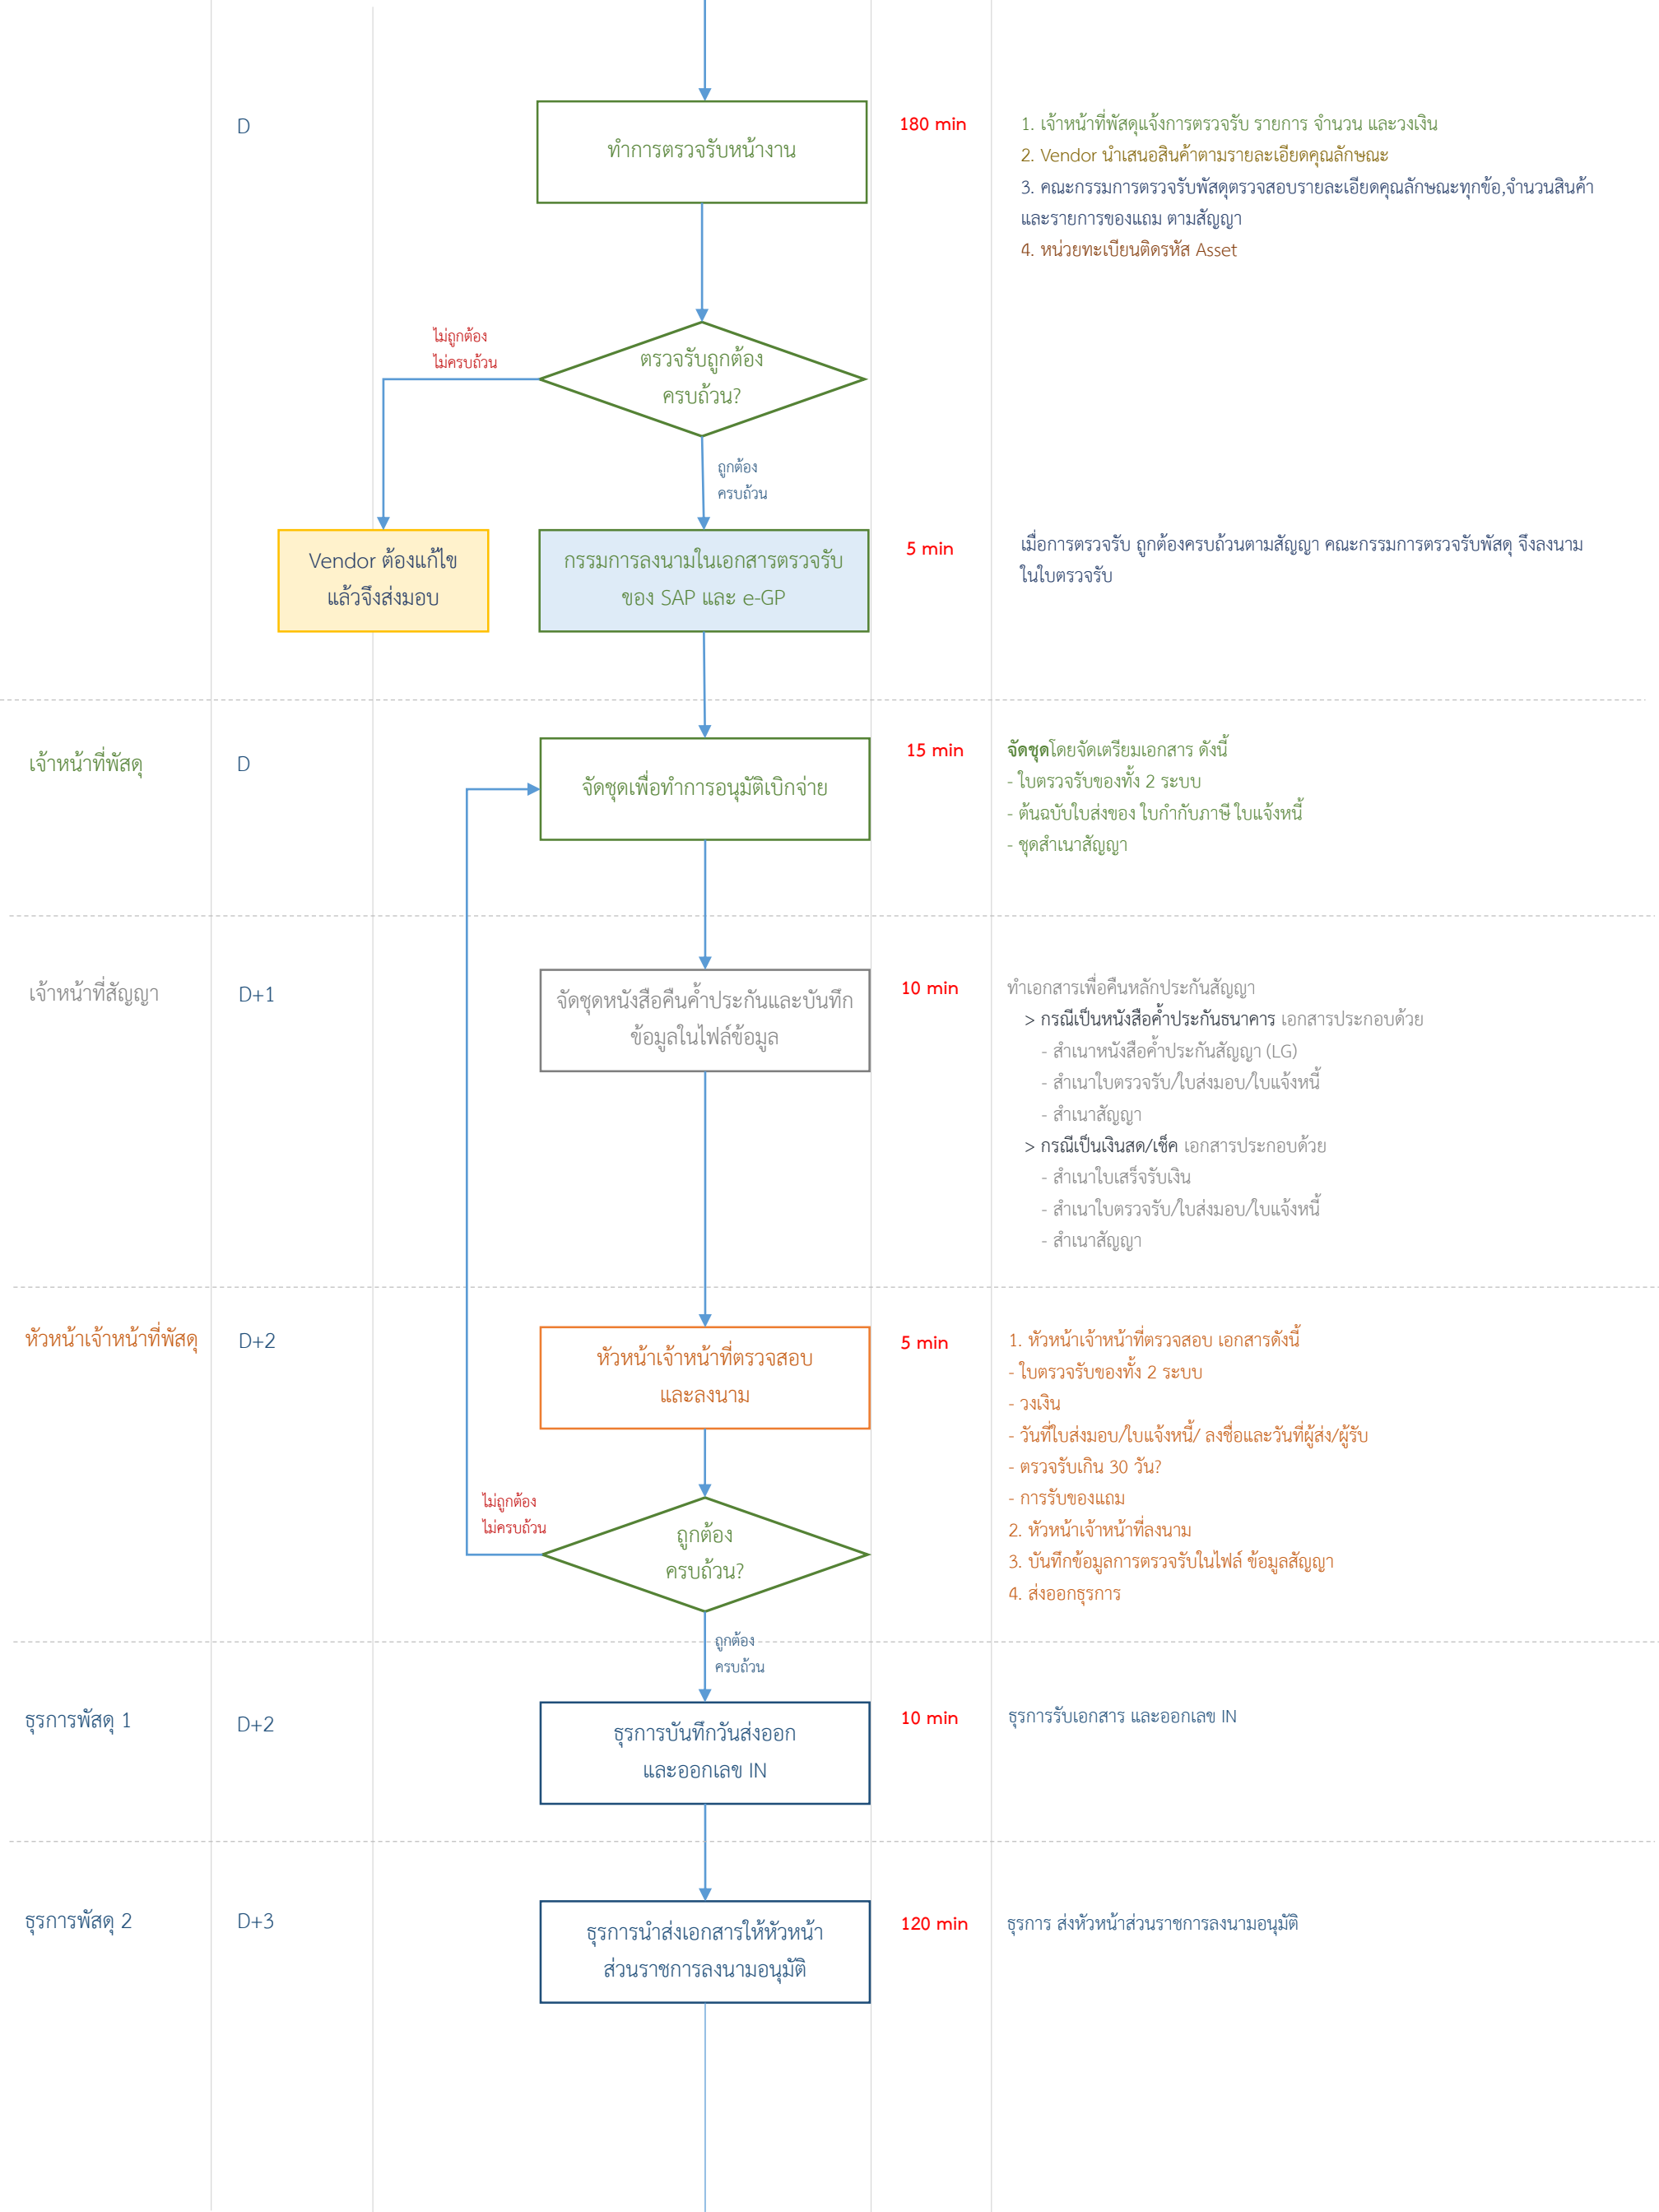 D
ทำการตรวจรับหน้างาน
180 min
1. เจ้าหน้าที่พัสดุแจ้งการตรวจรับ รายการ จำนวน และวงเงิน
2. Vendor นำเสนอสินค้าตามรายละเอียดคุณลักษณะ
3. คณะกรรมการตรวจรับพัสดุตรวจสอบรายละเอียดคุณลักษณะทุกข้อ,จำนวนสินค้า
และรายการของแถม ตามสัญญา
4. หน่วยทะเบียนติดรหัส Asset
ไม่ถูกต้อง
ไม่ครบถ้วน
ตรวจรับถูกต้อง
ครบถ้วน?
ถูกต้อง
ครบถ้วน
Vendor ต้องแก้ไข
แล้วจึงส่งมอบ
กรรมการลงนามในเอกสารตรวจรับ
ของ SAP และ e-GP
5 min
เมื่อการตรวจรับ ถูกต้องครบถ้วนตามสัญญา คณะกรรมการตรวจรับพัสดุ จึงลงนาม
ในใบตรวจรับ
เจ้าหน้าที่พัสดุ
D
จัดชุดเพื่อทำการอนุมัติเบิกจ่าย
15 min
จัดชุดโดยจัดเตรียมเอกสาร ดังนี้
- ใบตรวจรับของทั้ง 2 ระบบ
- ต้นฉบับใบส่งของ ใบกำกับภาษี ใบแจ้งหนี้
- ชุดสำเนาสัญญา
เจ้าหน้าที่สัญญา
D+1
จัดชุดหนังสือคืนค้ำประกันและบันทึก
ข้อมูลในไฟล์ข้อมูล
10 min
ทำเอกสารเพื่อคืนหลักประกันสัญญา
> กรณีเป็นหนังสือค้ำประกันธนาคาร เอกสารประกอบด้วย
- สำเนาหนังสือค้ำประกันสัญญา (LG)
- สำเนาใบตรวจรับ/ใบส่งมอบ/ใบแจ้งหนี้
- สำเนาสัญญา
> กรณีเป็นเงินสด/เช็ค เอกสารประกอบด้วย
- สำเนาใบเสร็จรับเงิน
- สำเนาใบตรวจรับ/ใบส่งมอบ/ใบแจ้งหนี้
- สำเนาสัญญา
หัวหน้าเจ้าหน้าที่พัสดุ
D+2
หัวหน้าเจ้าหน้าที่ตรวจสอบ
และลงนาม
5 min
1. หัวหน้าเจ้าหน้าที่ตรวจสอบ เอกสารดังนี้
- ใบตรวจรับของทั้ง 2 ระบบ
- วงเงิน
- วันที่ใบส่งมอบ/ใบแจ้งหนี้/ ลงชื่อและวันที่ผู้ส่ง/ผู้รับ
- ตรวจรับเกิน 30 วัน?
- การรับของแถม
2. หัวหน้าเจ้าหน้าที่ลงนาม
3. บันทึกข้อมูลการตรวจรับในไฟล์ ข้อมูลสัญญา
4. ส่งออกธุรการ
ไม่ถูกต้อง
ไม่ครบถ้วน
ถูกต้อง
ครบถ้วน?
ถูกต้อง
ครบถ้วน
ธุรการพัสดุ 1
D+2
ธุรการบันทึกวันส่งออก
และออกเลข IN
10 min
ธุรการรับเอกสาร และออกเลข IN
ธุรการพัสดุ 2
D+3
ธุรการนำส่งเอกสารให้หัวหน้า
ส่วนราชการลงนามอนุมัติ
120 min
ธุรการ ส่งหัวหน้าส่วนราชการลงนามอนุมัติ